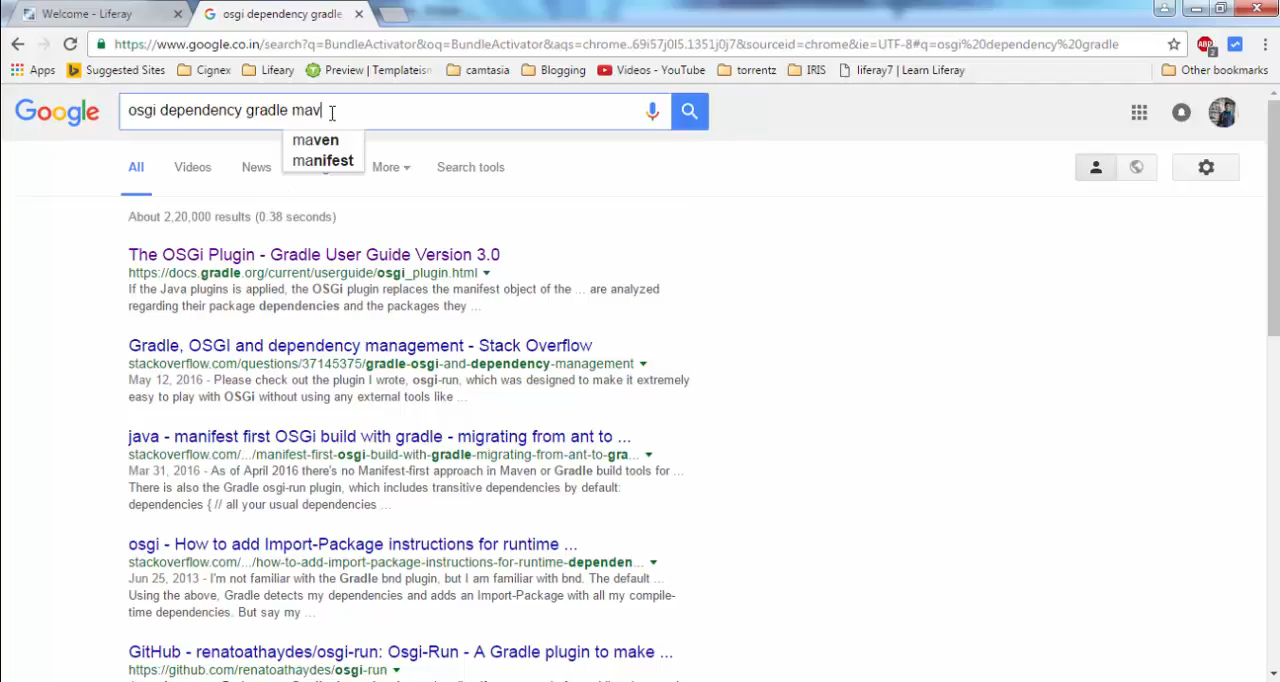 Welcome - Liferay
osgi dependency gradle
https://www.google.co.in/search?q=BundleActivator&oq=BundleActivator&aqs=chrome..69i57j0l5.1351j0j7&sourceid=chrome&ie=UTF-8#q=osgi%20dependency%20gradle
ABP 2
Apps Suggested Sites Cignex Lifeary Preview | Templateism camtasia Blogging Videos - YouTube torrentz IRIS liferay7 | Learn Liferay Other bookmarks
Google osgi dependency gradle mav
maven
manifest
All Videos News More Search tools
About 2,20,000 results (0.38 seconds)
The OSGi Plugin - Gradle User Guide Version 3.0
https://docs.gradle.org/current/userguide/osgi_plugin.html
If the Java plugins is applied, the OSGi plugin replaces the manifest object of the ... are analyzed
regarding their package dependencies and the packages they ...
Gradle, OSGI and dependency management - Stack Overflow
stackoverflow.com/questions/37145375/gradle-osgi-and-dependency-management
May 12, 2016 - Please check out the plugin I wrote, osgi-run, which was designed to make it extremely
easy to play with OSGi without using any external tools like ...
java - manifest first OSGi build with gradle - migrating from ant to ...
stackoverflow.com/.../manifest-first-osgi-build-with-gradle-migrating-from-ant-to-gra...
Mar 31, 2016 - As of April 2016 there's no Manifest-first approach in Maven or Gradle build tools for ...
There is also the Gradle osgi-run plugin, which includes transitive dependencies by default:
dependencies { // all your usual dependencies ...
osgi - How to add Import-Package instructions for runtime ...
stackoverflow.com/.../how-to-add-import-package-instructions-for-runtime-dependen...
Jun 25, 2013 - I'm not familiar with the Gradle bnd plugin, but I am familiar with bnd. The default ...
Using the above, Gradle detects my dependencies and adds an Import-Package with all my compile-
time dependencies. But say my ...
GitHub - renatoathaydes/osgi-run: Osgi-Run - A Gradle plugin to make ...
https://github.com/renatoathaydes/osgi-run